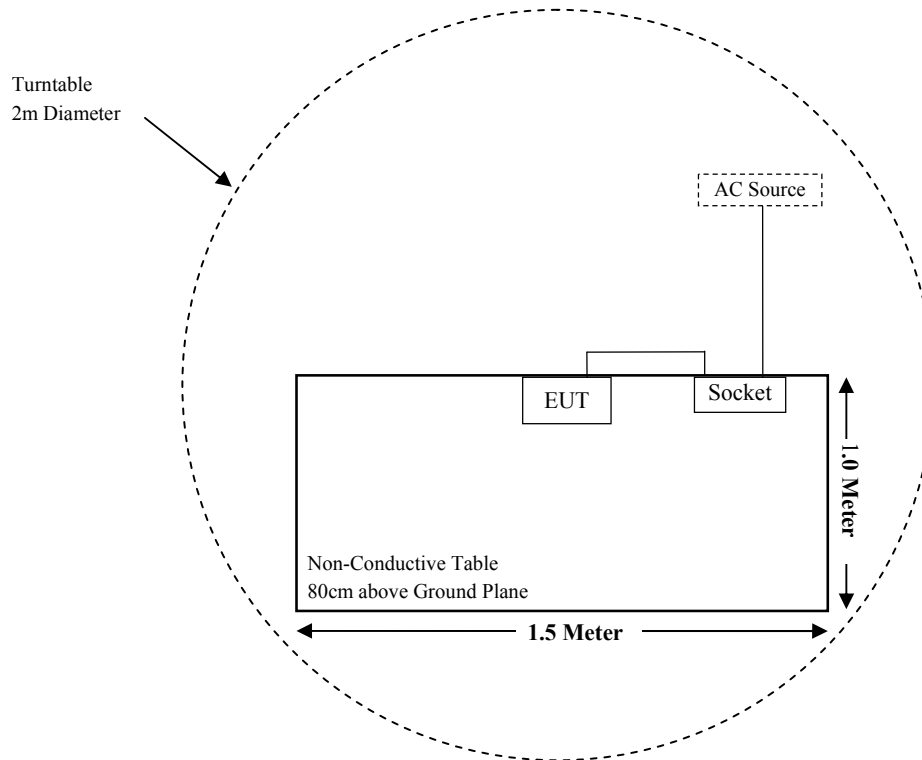 Turntable
2m Diameter
AC Source
EUT
Socket
1.0 Meter
Non-Conductive Table
80cm above Ground Plane
1.5 Meter